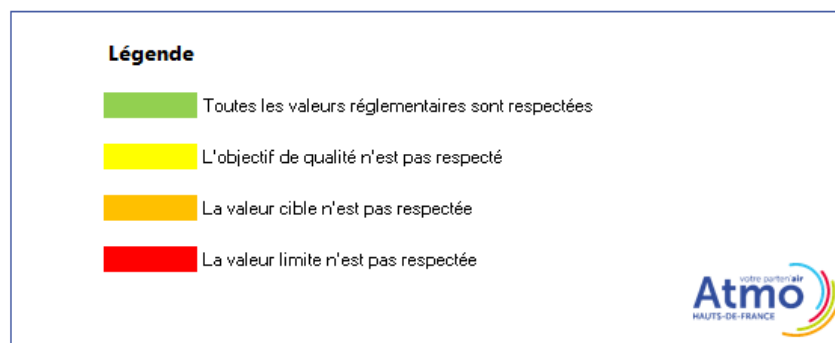 Légende
Toutes les valeurs réglementaires sont respectées
L'objectif de qualité n'est pas respecté
La valeur cible n'est pas respectée
La valeur limite n'est pas respectée
votre parten'air
Atmo
HAUTS-DE-FRANCE